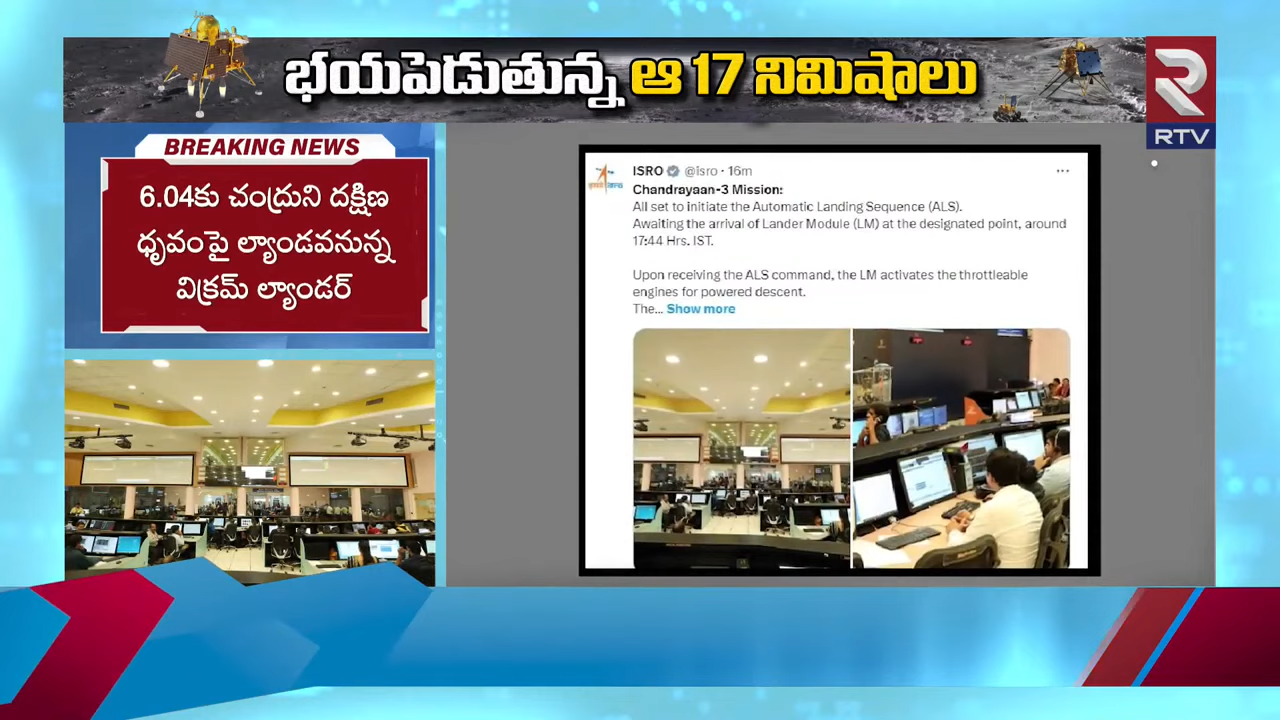 భయపెడుతున్న ఆ 17 నిమిషాలు
RTV
BREAKING NEWS
6.04కు చంద్రుని దక్షిణ
ధృవంపై ల్యాండవనున్న
విక్రమ్ ల్యాండర్
ISRO @isro · 16m
Chandrayaan-3 Mission:
All set to initiate the Automatic Landing Sequence (ALS).
Awaiting the arrival of Lander Module (LM) at the designated point, around
17:44 Hrs. IST.
Upon receiving the ALS command, the LM activates the throttleable
engines for powered descent.
The... Show more